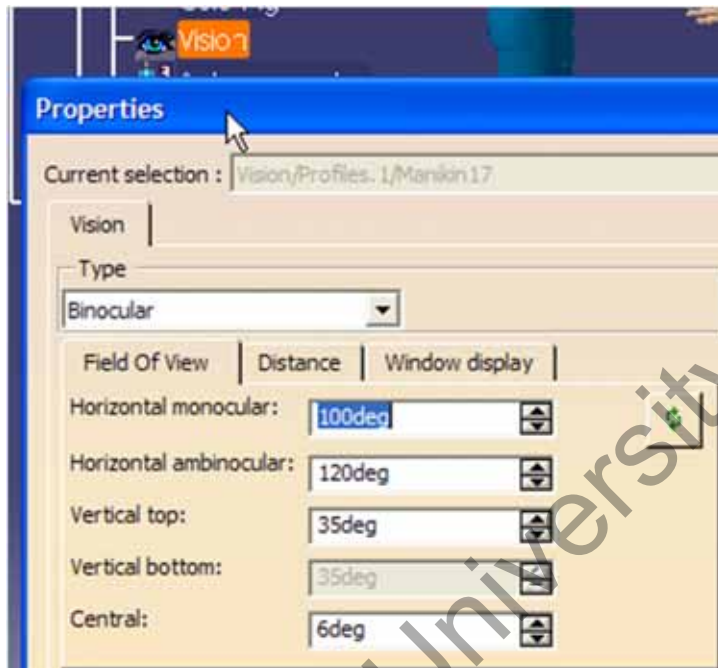 Vision
Properties
Current selection : Vision/Profiles.1/Manikin17
Vision
Type
Binocular
Field Of View Distance Window display
Horizontal monocular: 100deg
Horizontal ambinocular: 120deg
Vertical top: 35deg
Vertical bottom: 35deg
Central: 6deg
University